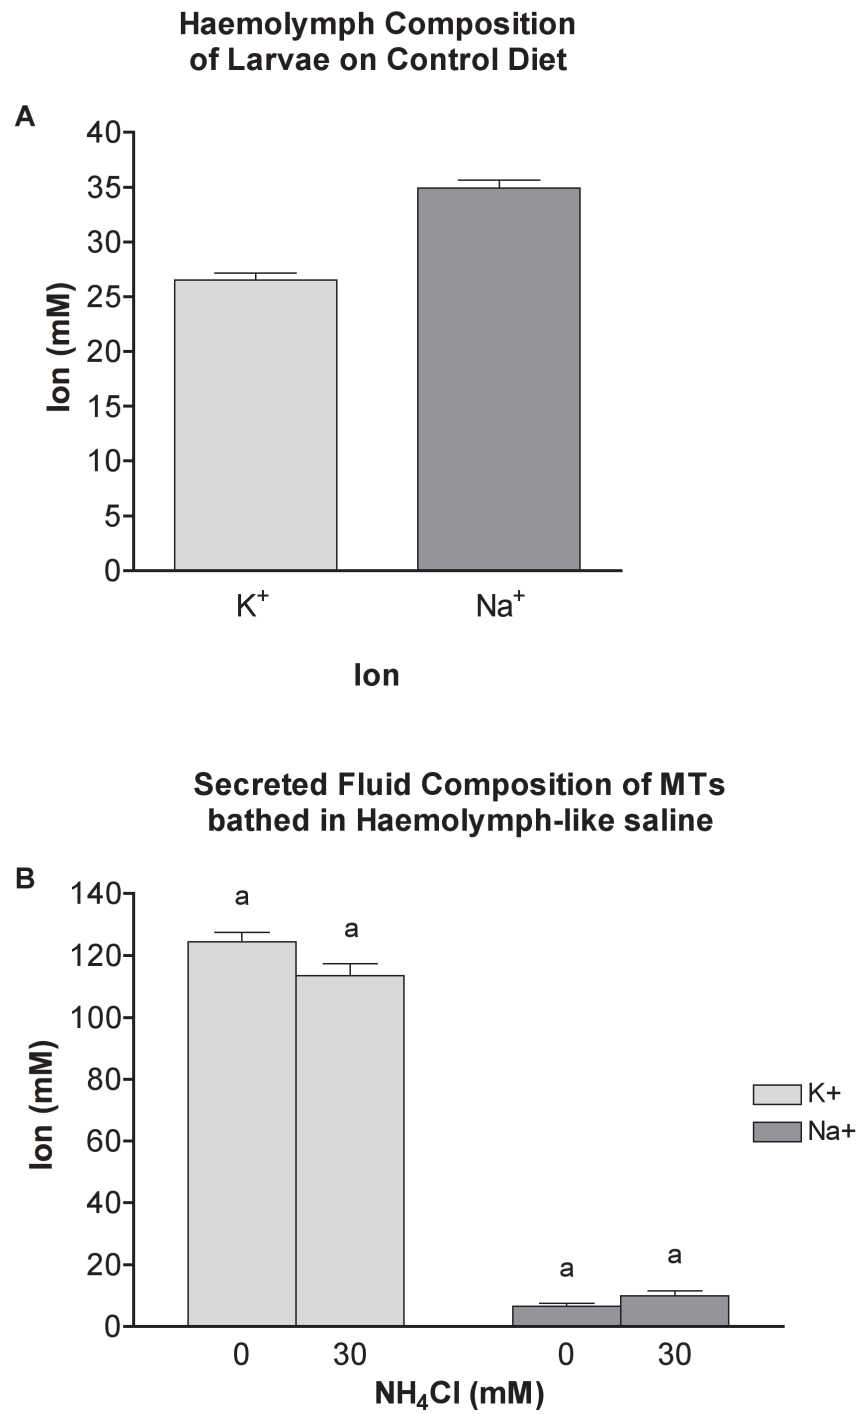 Haemolymph Composition
of Larvae on Control Diet
A
40
35
30
25
20
15
10
5
0
Ion (mM)
K⁺ Na⁺
Ion
Secreted Fluid Composition of MTs
bathed in Haemolymph-like saline
B
140
120
100
80
60
40
20
0
Ion (mM)
a a a a
K+
Na+
0 30 0 30
NH₄Cl (mM)